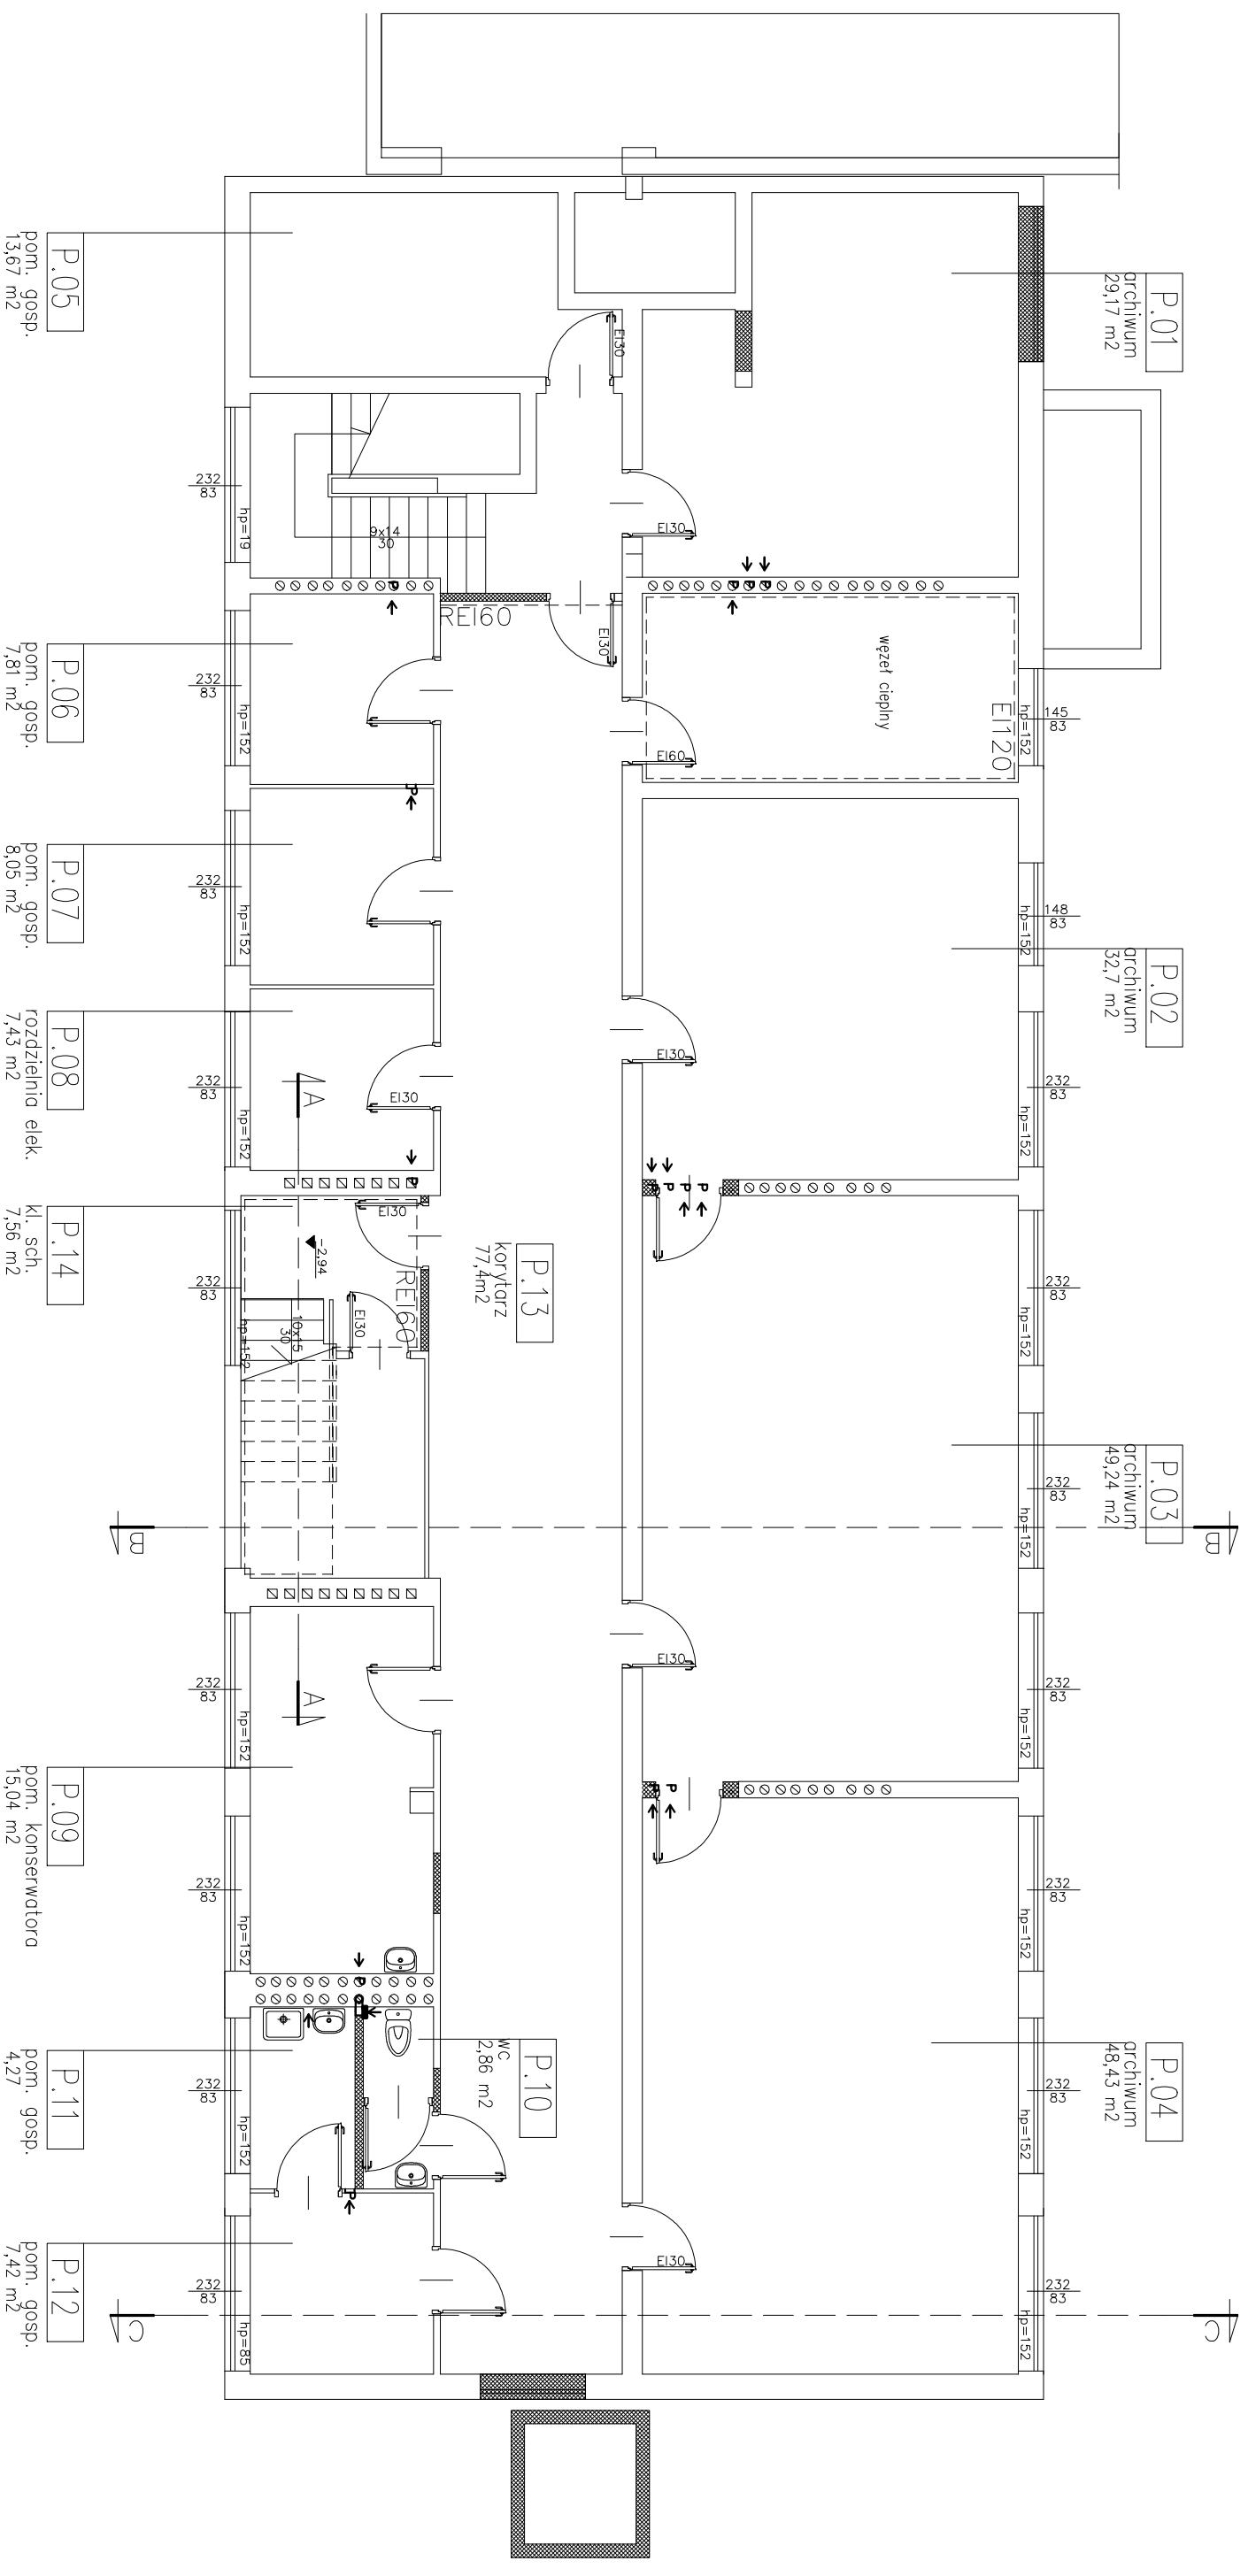 P.01
archiwum
29,17 m2
P.02
archiwum
32,7 m2
P.03
archiwum
49,24 m2
P.04
archiwum
48,43 m2
145
83
hp=152
148
83
hp=152
232
83
232
83
hp=152
232
83
hp=152
232
83
232
83
hp=152
232
83
hp=152
232
83
hp=152
B
C
węzeł cieplny
EI120
EI30
EI30
EI60
EI30
EI30
EI30
EI30
P
P
P
P
P
P
P
P
P
P
REI60
P.13
korytarz
77,4m2
P.10
wc
2,86 m2
9x14
30
P
P
EI30
P
EI30
-2,94
REI60
EI30
10x15
30
A
A
P
P
232
83
hp=19
232
83
hp=152
232
83
hp=152
232
83
hp=152
232
83
hp=152
232
83
hp=152
232
83
hp=152
232
83
hp=152
232
83
hp=85
B
C
P.05
pom. gosp.
13,67 m2
P.06
pom. gosp.
7,81 m2
P.07
pom. gosp.
8,05 m2
P.08
rozdzielnia elek.
7,43 m2
P.14
kl. sch.
7,56 m2
P.09
pom. konserwatora
15,04 m2
P.11
pom. gosp.
4,27
P.12
pom. gosp.
7,42 m2